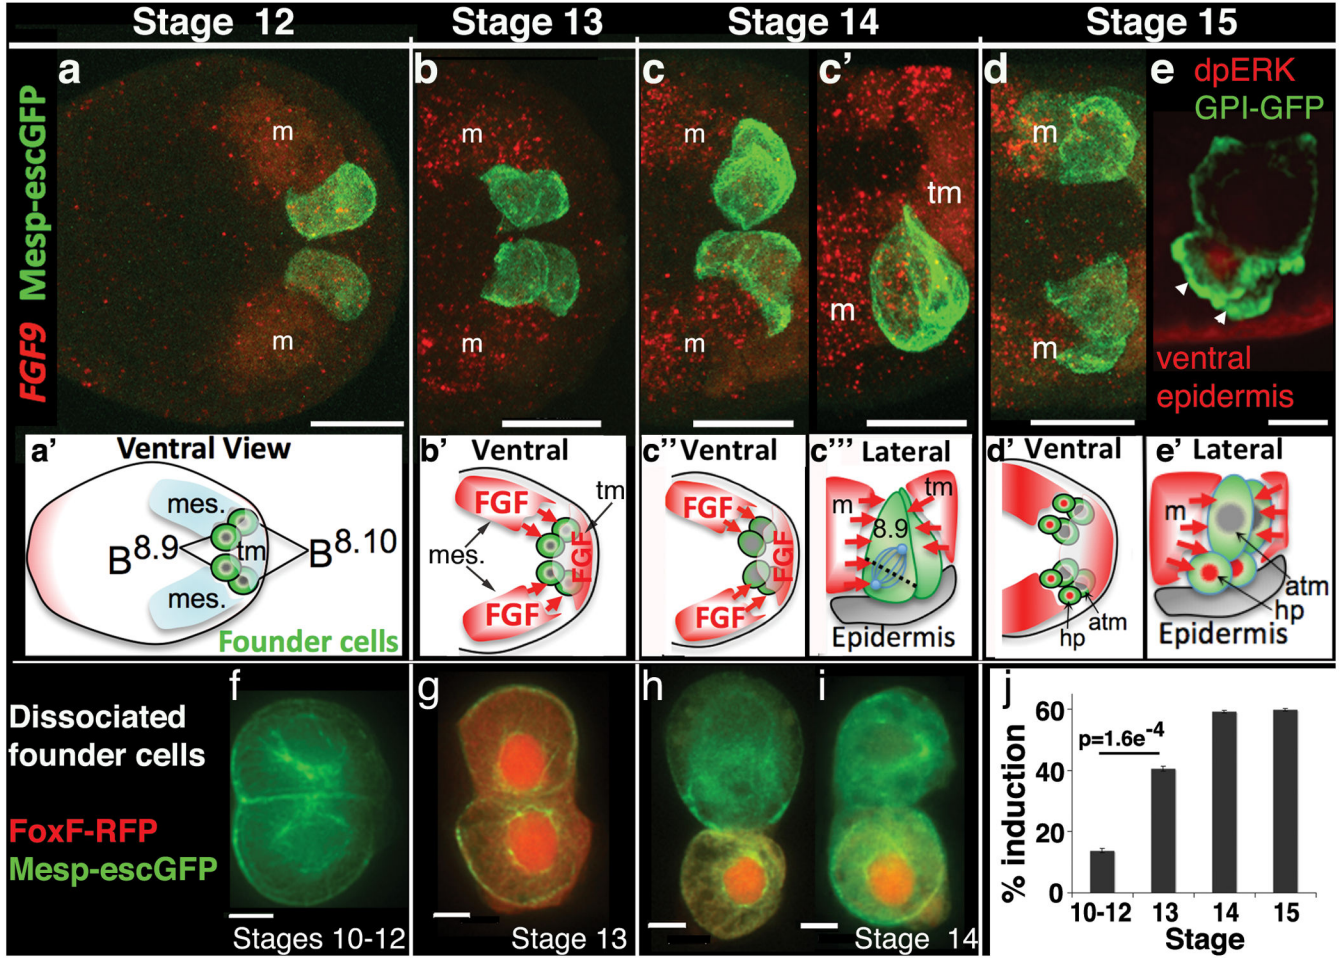 Stage 12
Stage 13
Stage 14
Stage 15
FGF9 Mesp-escGFP
a
m
m
b
m
m
c
m
m
c'
tm
m
d
m
m
e
dpERK
GPI-GFP
ventral
epidermis
a'
Ventral View
mes.
B8.9
tm
B8.10
mes.
Founder cells
b'
Ventral
FGF
tm
mes.
FGF
FGF
c''
Ventral
FGF
FGF
FGF
c'''
Lateral
m
tm
8.9
Epidermis
d'
Ventral
hp
atm
e'
Lateral
m
atm
hp
Epidermis
Dissociated
founder cells
FoxF-RFP
Mesp-escGFP
f
Stages 10-12
g
Stage 13
h
i
Stage 14
j
% induction
60
40
20
0
p=1.6e-4
10-12
13
14
15
Stage